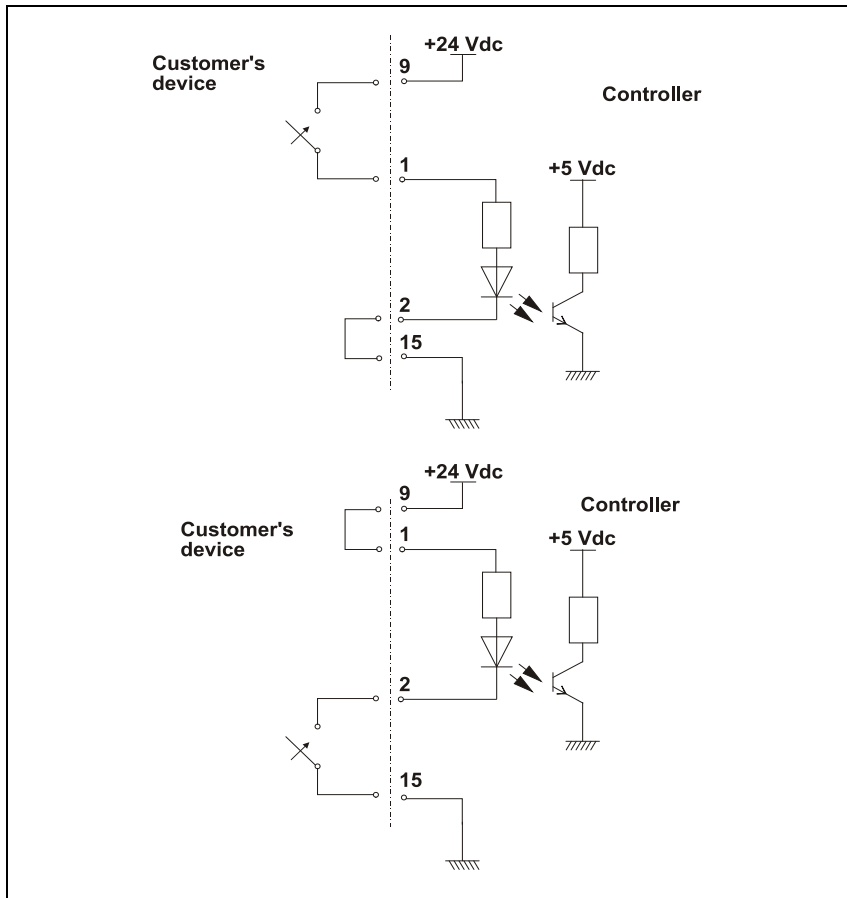 +24 Vdc
Customer's
device
9
Controller
1
+5 Vdc
2
15
+24 Vdc
9
Controller
Customer's
device
1
+5 Vdc
2
15